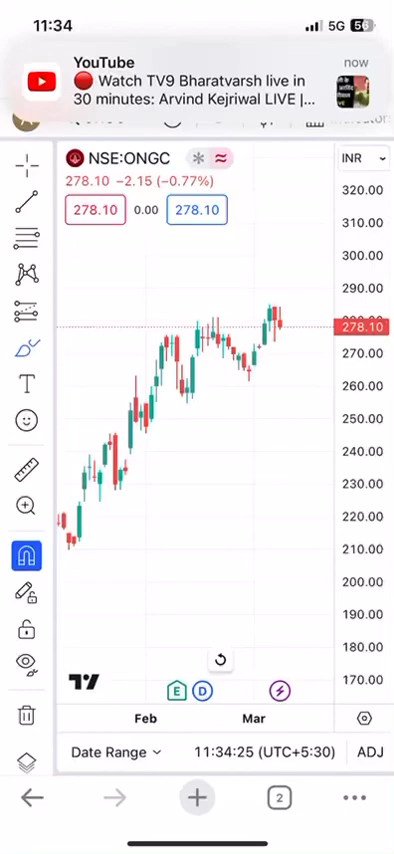 11:34
5G
56
YouTube
now
🔴 Watch TV9 Bharatvarsh live in
30 minutes: Arvind Kejriwal LIVE |...
NSE:ONGC
INR
278.10 −2.15 (−0.77%)
278.10
0.00
278.10
320.00
310.00
300.00
290.00
278.10
270.00
260.00
250.00
240.00
230.00
220.00
210.00
200.00
190.00
180.00
170.00
E
D
Feb
Mar
Date Range
11:34:25 (UTC+5:30)
ADJ
2